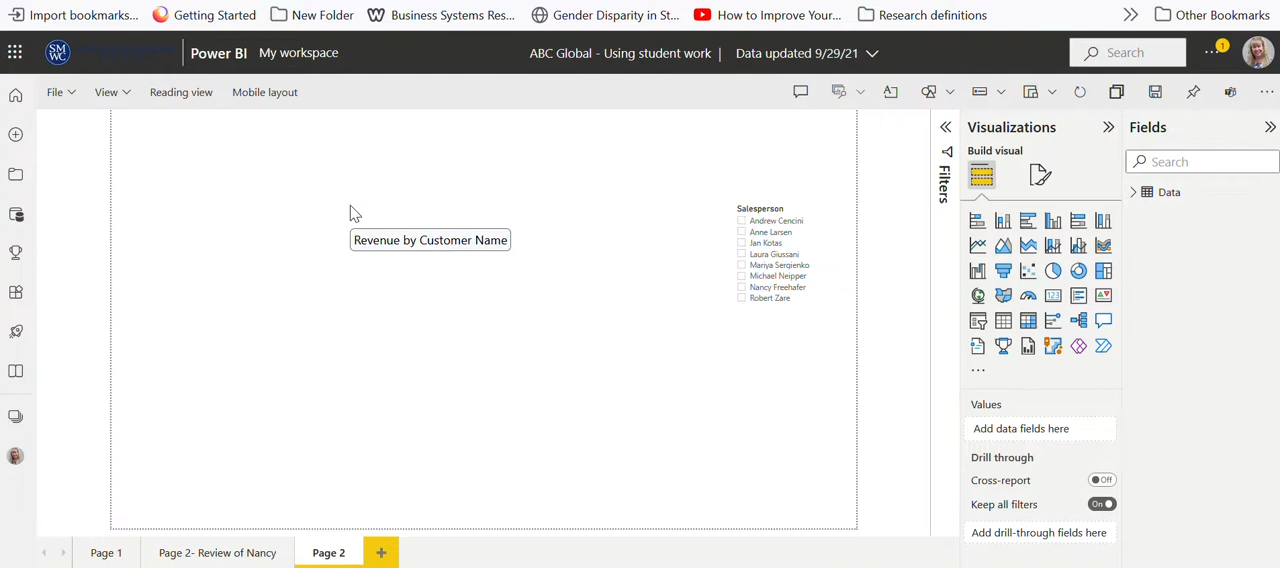 Import bookmarks... Getting Started New Folder Business Systems Res... Gender Disparity in St... How to Improve Your... Research definitions Other Bookmarks
SM WC Power BI My workspace ABC Global - Using student work | Data updated 9/29/21 Search 1
File View Reading view Mobile layout
Filters
Visualizations
Build visual
123
Values
Add data fields here
Drill through
Cross-report Off
Keep all filters On
Add drill-through fields here
Fields
Search
Data
Revenue by Customer Name
Salesperson
Andrew Cencini
Anne Larsen
Jan Kotas
Laura Giussani
Mariya Sergienko
Michael Neipper
Nancy Freehafer
Robert Zare
Page 1 Page 2- Review of Nancy Page 2